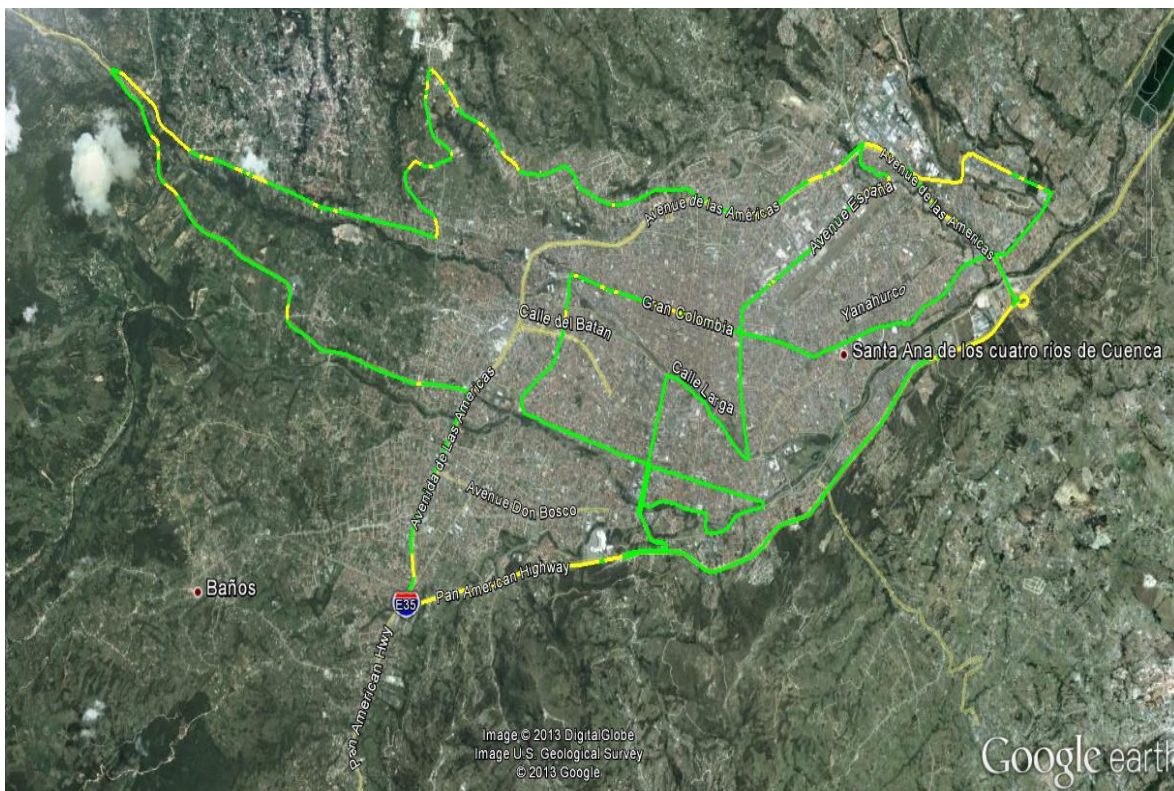 Avenue de las Américas
Avenue de las Americas
Avenue España
Gran Colombia
Yanahurco
Calle del Batan
Santa Ana de los cuatro ríos de Cuenca
Calle Larga
Avenida de Las Americas
Avenue Don Bosco
Pan American Highway
Baños
E35
Pan American Hwy
Image © 2013 DigitalGlobe
Image U.S. Geological Survey
© 2013 Google
Google earth